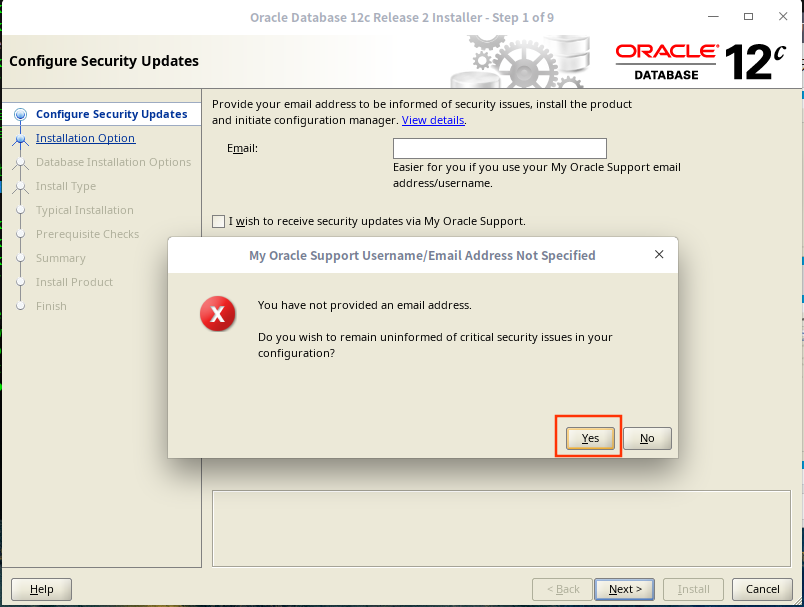 Oracle Database 12c Release 2 Installer - Step 1 of 9
Configure Security Updates
ORACLE
DATABASE
12c
Configure Security Updates
Installation Option
Database Installation Options
Install Type
Typical Installation
Prerequisite Checks
Summary
Install Product
Finish
Provide your email address to be informed of security issues, install the product
and initiate configuration manager. View details.
Email:
Easier for you if you use your My Oracle Support email
address/username.
I wish to receive security updates via My Oracle Support.
My Oracle Support Username/Email Address Not Specified
X
You have not provided an email address.
Do you wish to remain uninformed of critical security issues in your
configuration?
Yes No
Help < Back Next > Install Cancel